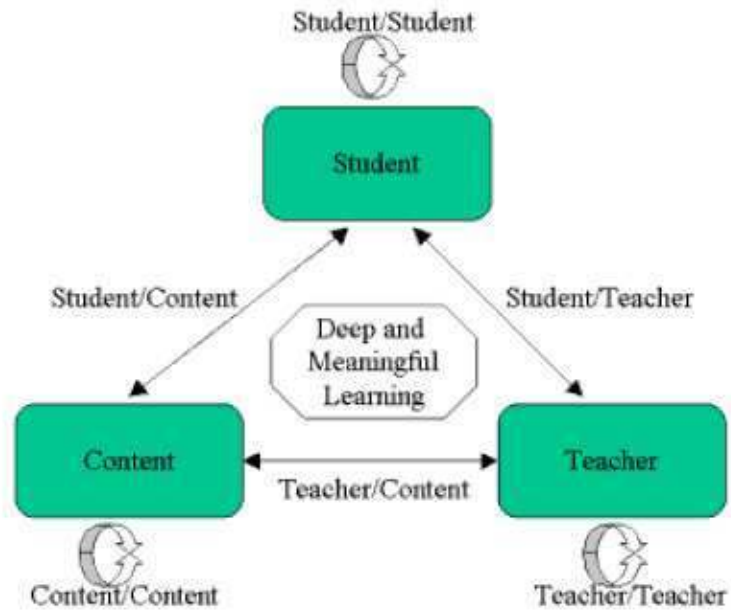 Student/Student
Student
Student/Content
Student/Teacher
Deep and
Meaningful
Learning
Content
Teacher
Teacher/Content
Content/Content
Teacher/Teacher